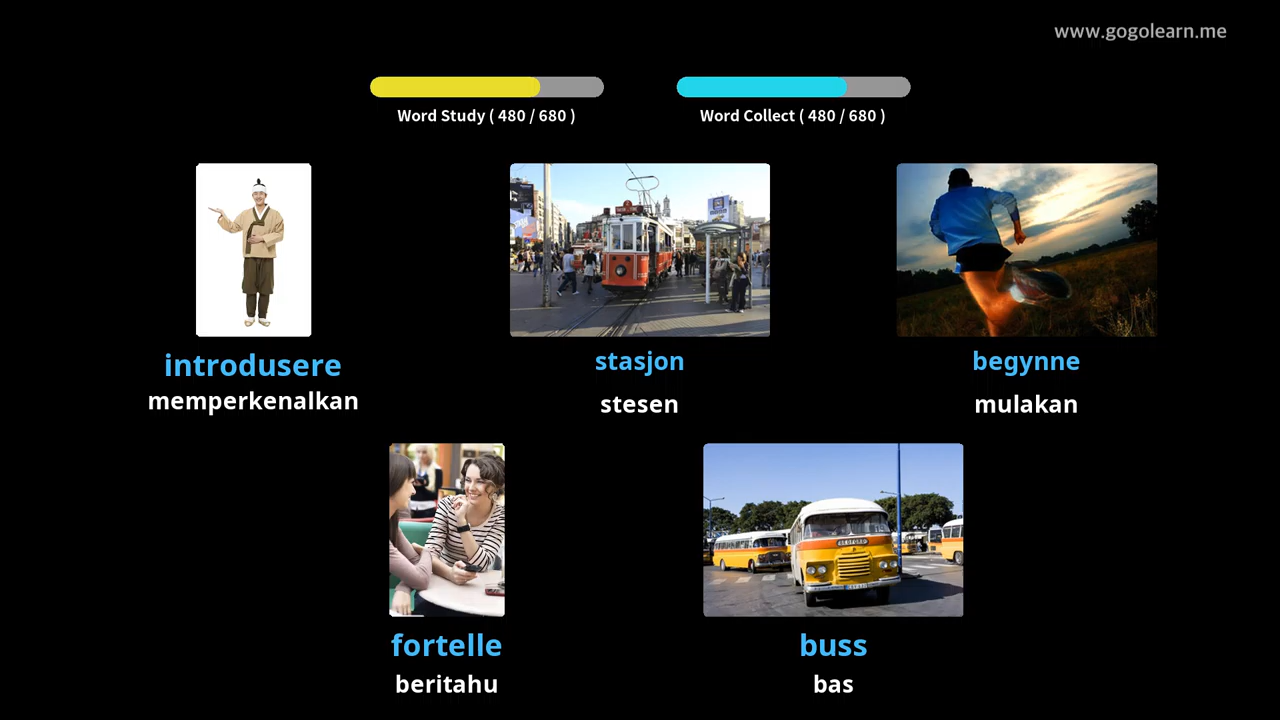 www.gogolearn.me
Word Study ( 480 / 680 )
Word Collect ( 480 / 680 )
introdusere
memperkenalkan
stasjon
stesen
begynne
mulakan
fortelle
beritahu
BEDFORD
buss
bas